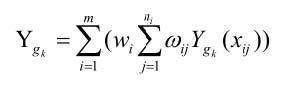 Y_{g_k} = \sum_{i=1}^{m} (w_i \sum_{j=1}^{n_i} \omega_{ij} Y_{g_k} (x_{ij}))